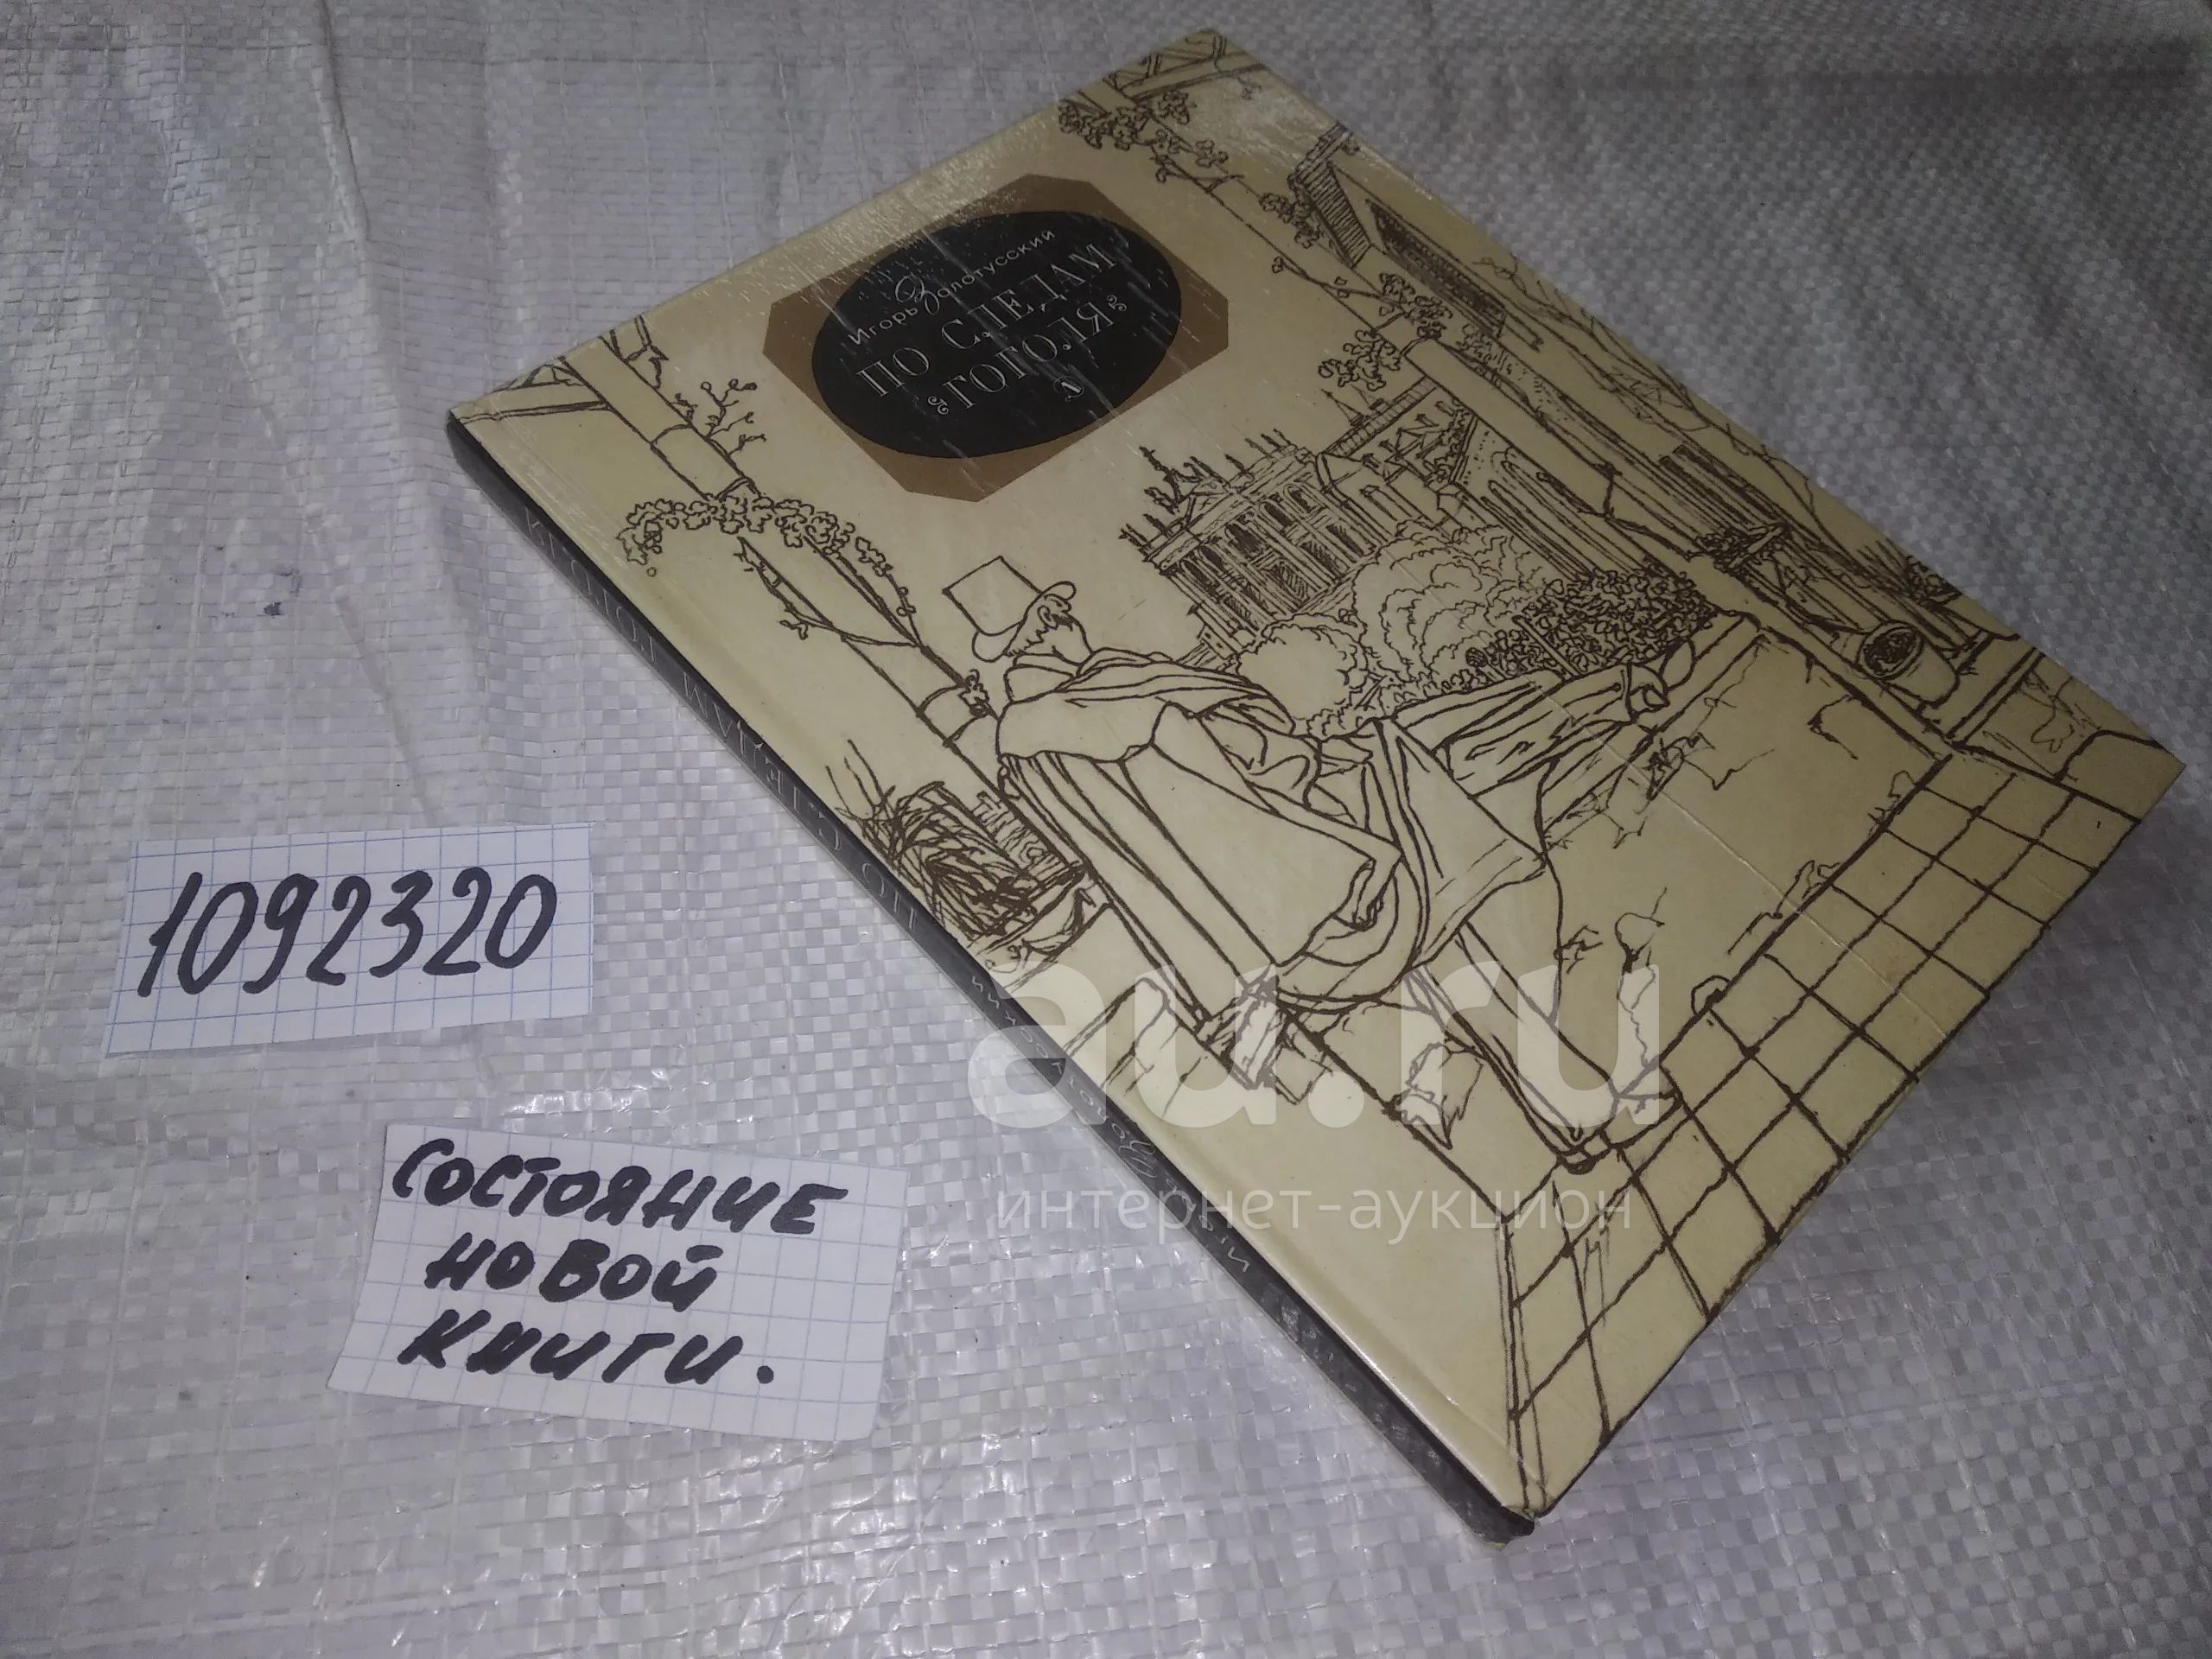 Игорь Золотусский
ПО СЛЕДАМ
ГОГОЛЯ
Игорь Золотусский ПО СЛЕДАМ ГОГОЛЯ
1092320
СОСТОЯНИЕ
НОВОЙ
КНИГИ.
au.ru
интернет-аукцион